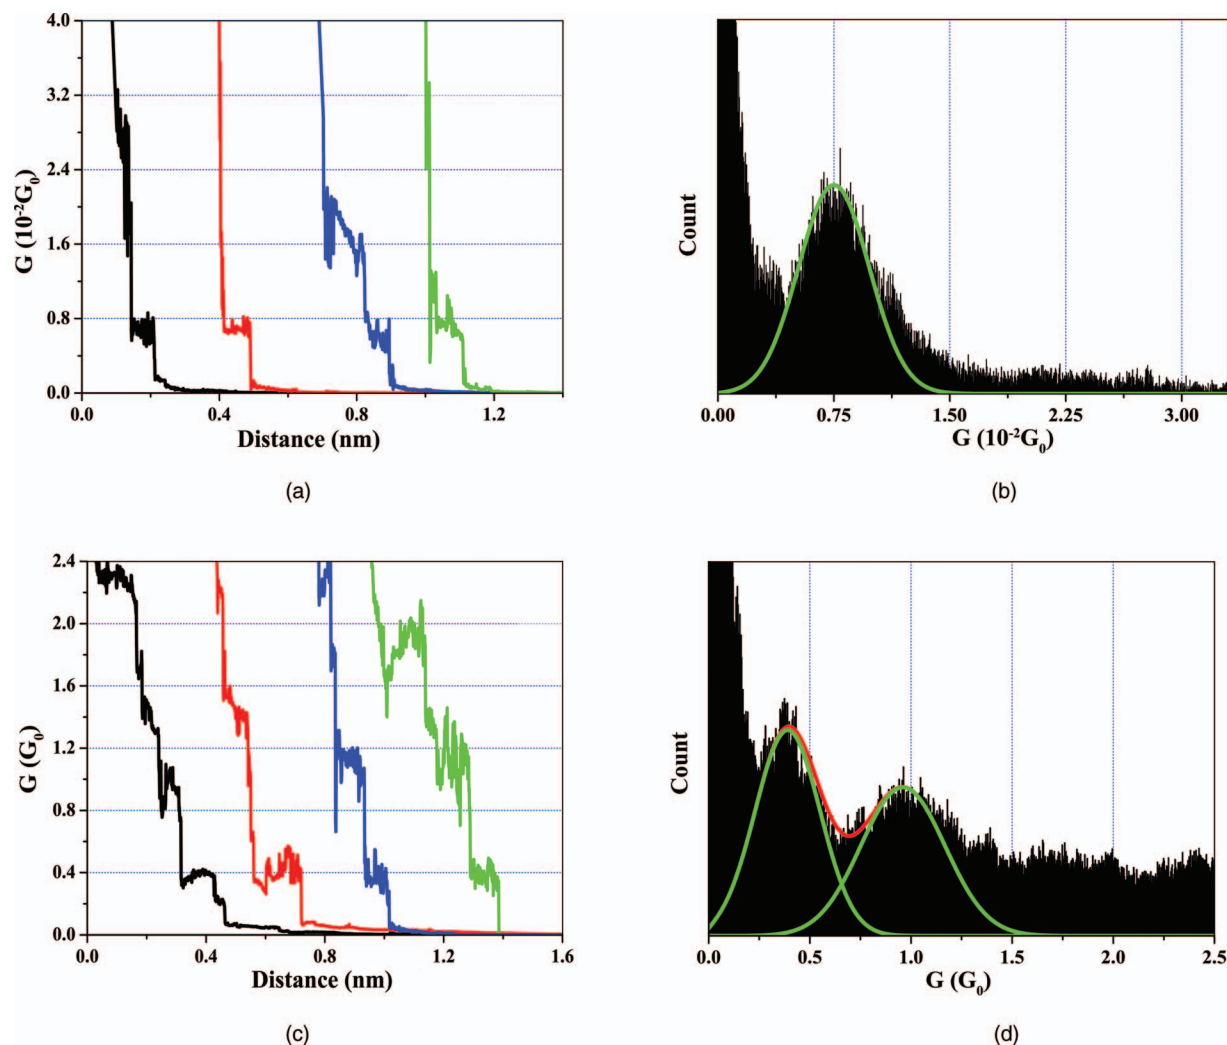 4.0
3.2
2.4
1.6
0.8
0.0
G (10⁻²G₀)
0.0 0.4 0.8 1.2
Distance (nm)
(a)
Count
0.00 0.75 1.50 2.25 3.00
G (10⁻²G₀)
(b)
2.4
2.0
1.6
1.2
0.8
0.4
0.0
G (G₀)
0.0 0.4 0.8 1.2 1.6
Distance (nm)
(c)
Count
0.0 0.5 1.0 1.5 2.0 2.5
G (G₀)
(d)